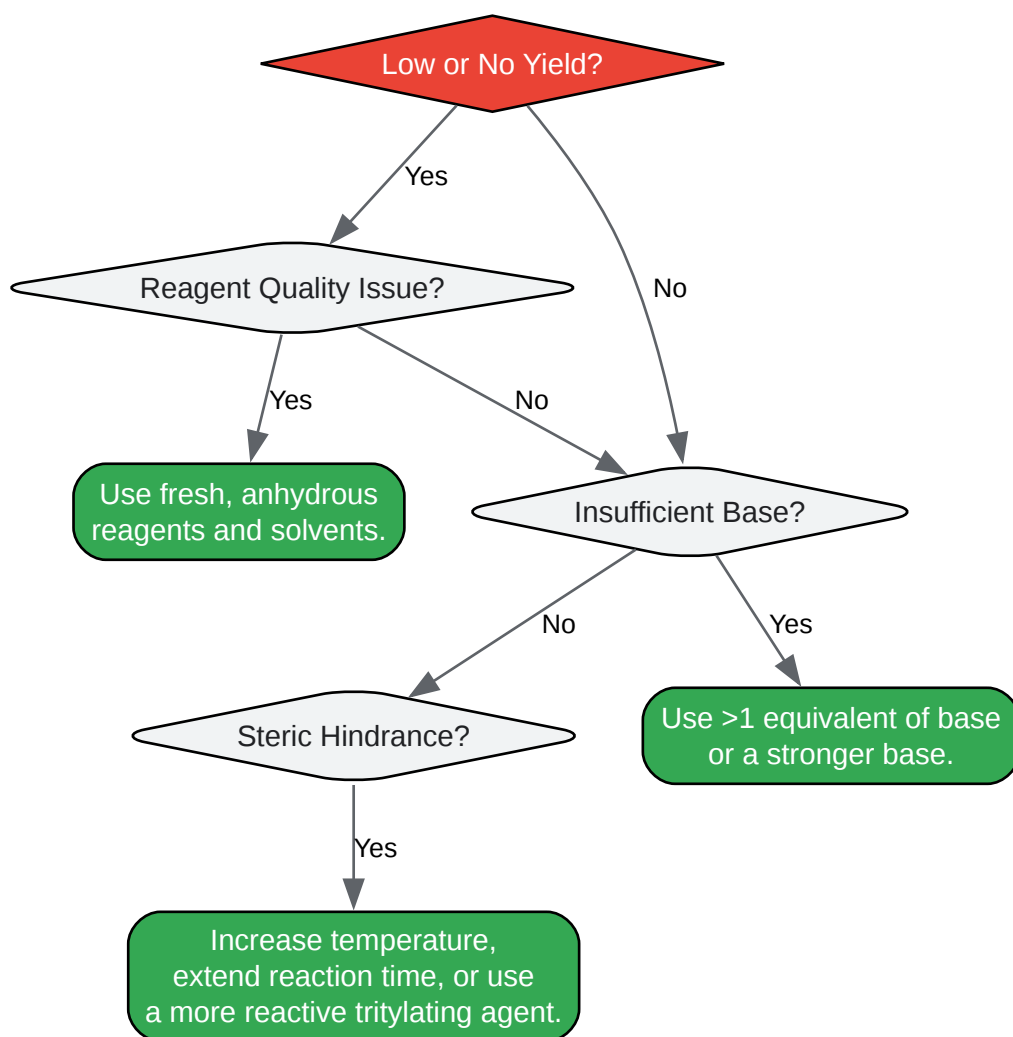 Low or No Yield?
Yes
Reagent Quality Issue?
No
Yes
No
Use fresh, anhydrous
reagents and solvents.
Insufficient Base?
No
Yes
Steric Hindrance?
Use >1 equivalent of base
or a stronger base.
Yes
Increase temperature,
extend reaction time, or use
a more reactive tritylating agent.